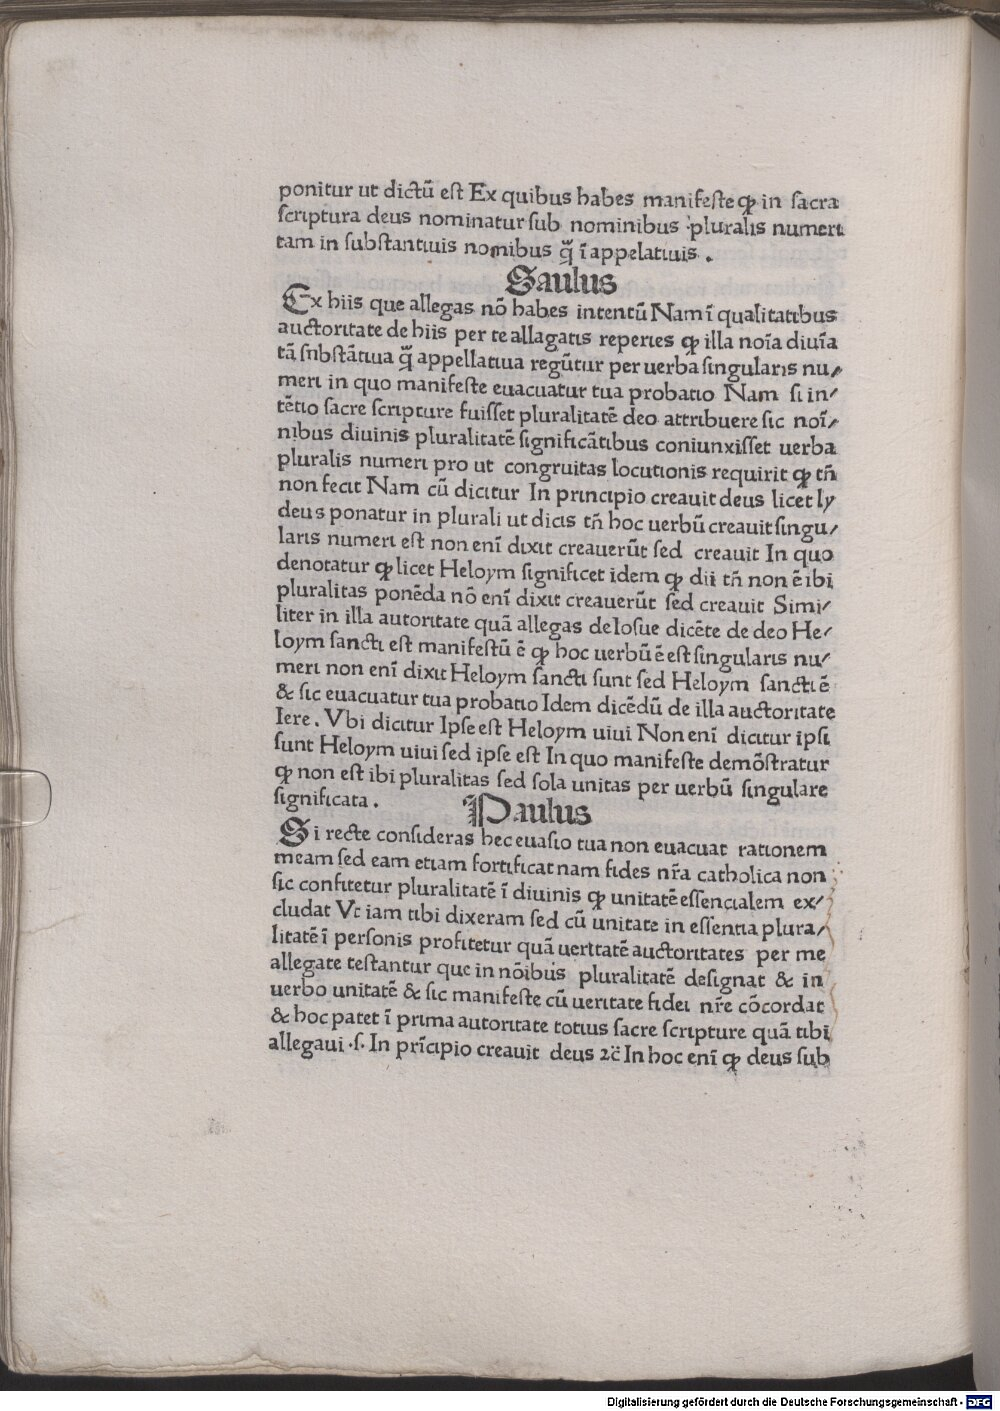 ponitur ut dictū est Ex quibus habes manifeste ꝙ in sacra
scriptura deus nominatur sub nominibus pluralis numeri
tam in substantiuis nomibus q̃ ī appelatiuis .
Saulus
Ex hiis que allegas nō habes intentū Nam ī qualitatibus
auctoritate de hiis per te allagatis reperies ꝙ illa noīa diuīa
tā snbstātiua q̃ appellatiua regūtur per uerba singularis nu⸗
meri in quo manifeste euacuatur tua probatio Nam si in⸗
tētio sacre scripture fuisset pluralitatē deo attribuere sic noī⸗
nibus diuinis pluralitatē significātibus coniunxisset uerba
pluralis numeri pro ut congruitas locutionis requirit ꝙ tñ
non fecit Nam cū dicitur In principio creauit deus licet ly
deus ponatur in plurali ut dicis tñ hoc uerbū creauit singu⸗
laris numeri est non enī dixit creauerūt sed creauit In quo
denotatur ꝙ licet Heloym significet idem ꝙ dii tñ non ē ibi
pluralitas ponēda nō enī dixit creauerūt sed creauit Simi⸗
liter in illa autoritate quā allegas de Iosue dicēte de deo He⸗
loym sancti est manifestū ē ꝙ hoc uerbū ē est singularis nu⸗
meri non enī dixit Heloym sancti sunt sed Heloym sancti ē
& sic euacuatur tua probatio Idem dicēdū de illa auctoritate
Iere . Vbi dicitur Ipse est Heloym uiui Non enī dicitur ipsi
sunt Heloym uiui sed ipse est In quo manifeste demōstratur
ꝙ non est ibi pluralitas sed sola unitas per uerbū singulare
significata .
Paulus
Si recte consideras hec euasio tua non euacuat rationem
meam sed eam etiam fortificat nam fides nr̄a catholica non
sic confitetur pluralitatē ī diuinis ꝙ unitatē essencialem ex⸗
cludat Vt iam tibi dixeram sed cū unitate in essentia plura⸗
litatē ī personis profitetur quā ueritatē auctoritates per me
allegate testantur que in nōibus pluralitatē designat & in
uerbo unitatē & sic manifeste cū ueritate fidei nr̄e cōcordat
& hoc patet ī prima autoritate totius sacre scripture quā tibi
allegaui .s. In prīcipio creauit deus ⁊c̄ In hoc enī ꝙ deus sub
Digitalisierung gefördert durch die Deutsche Forschungsgemeinschaft - DFG